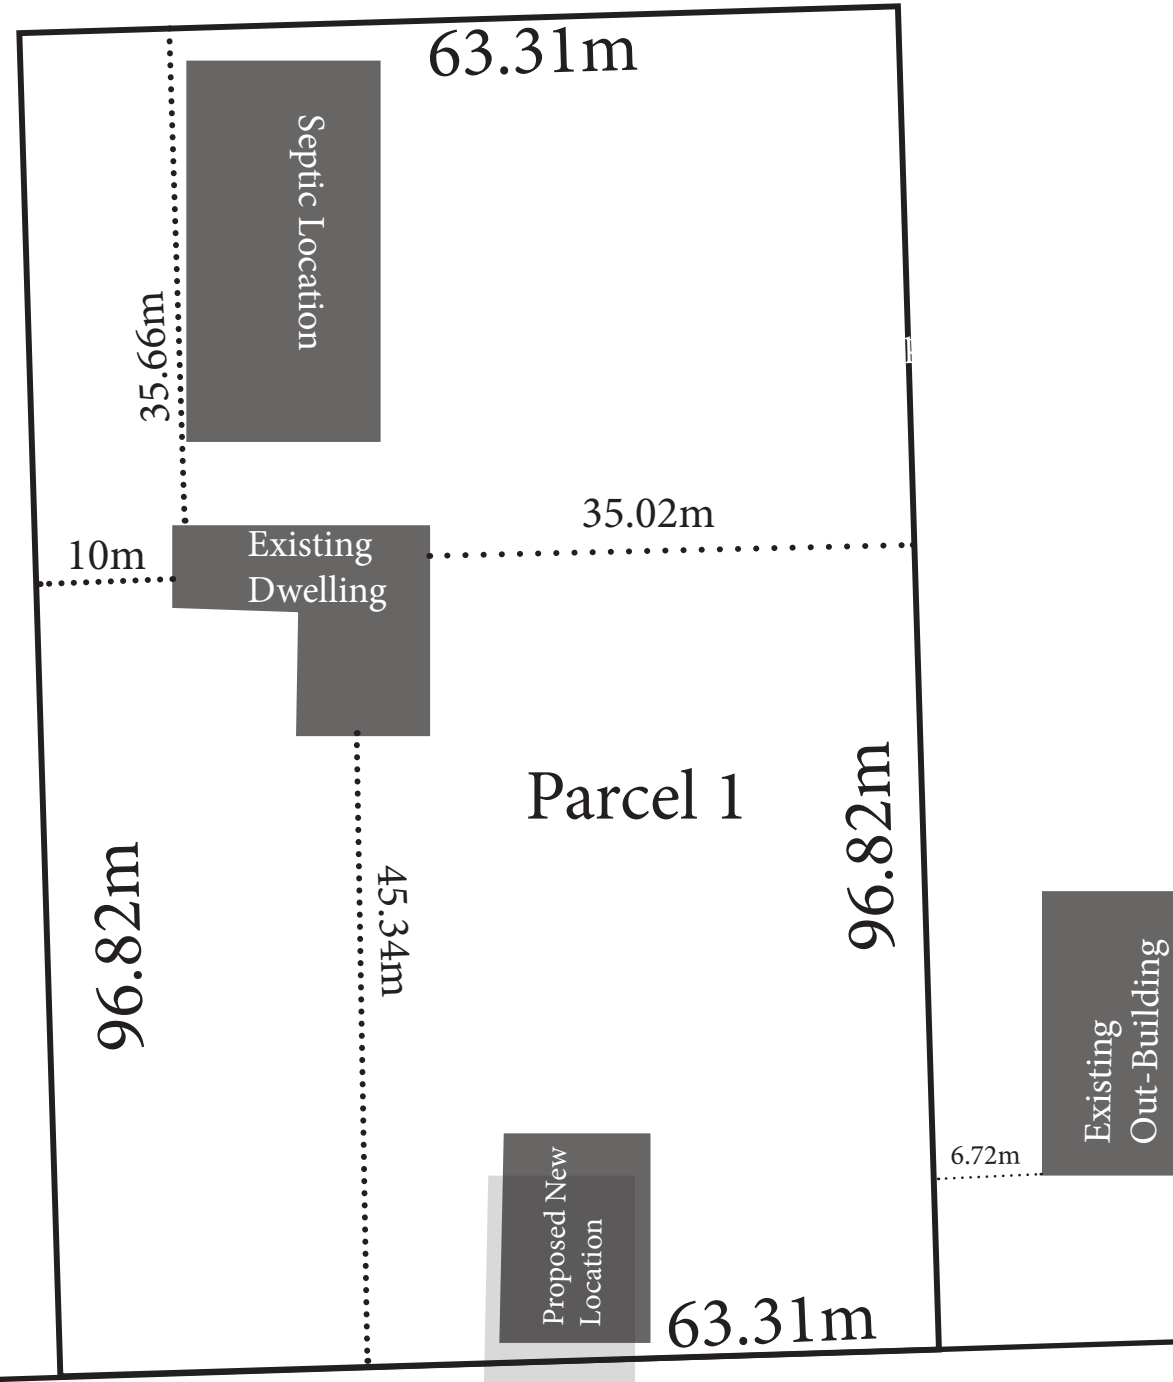 63.31m
Septic Location
35.66m
35.02m
10m
Existing
Dwelling
Parcel 1
96.82m
96.82m
45.34m
Existing
Out-Building
6.72m
Proposed New
Location
63.31m